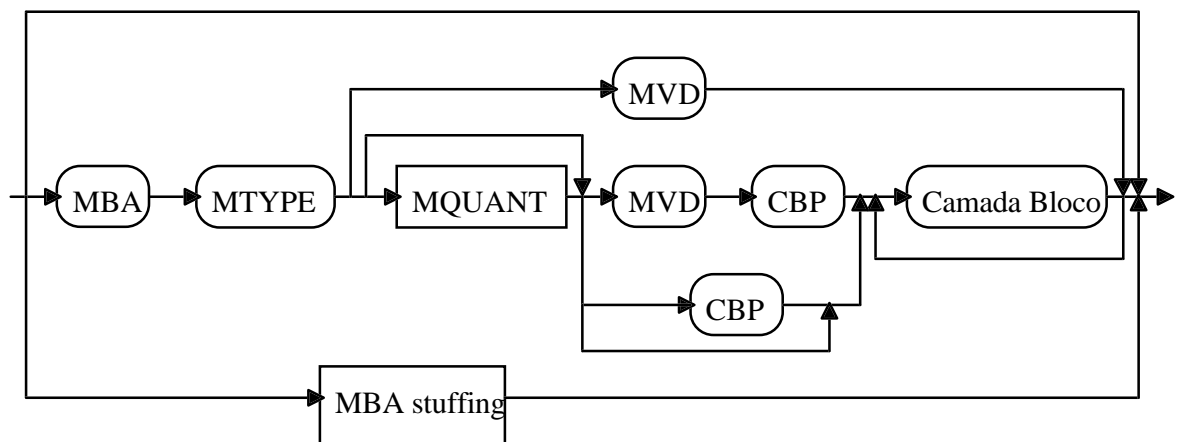 MVD
MBA
MTYPE
MQUANT
MVD
CBP
Camada Bloco
CBP
MBA stuffing